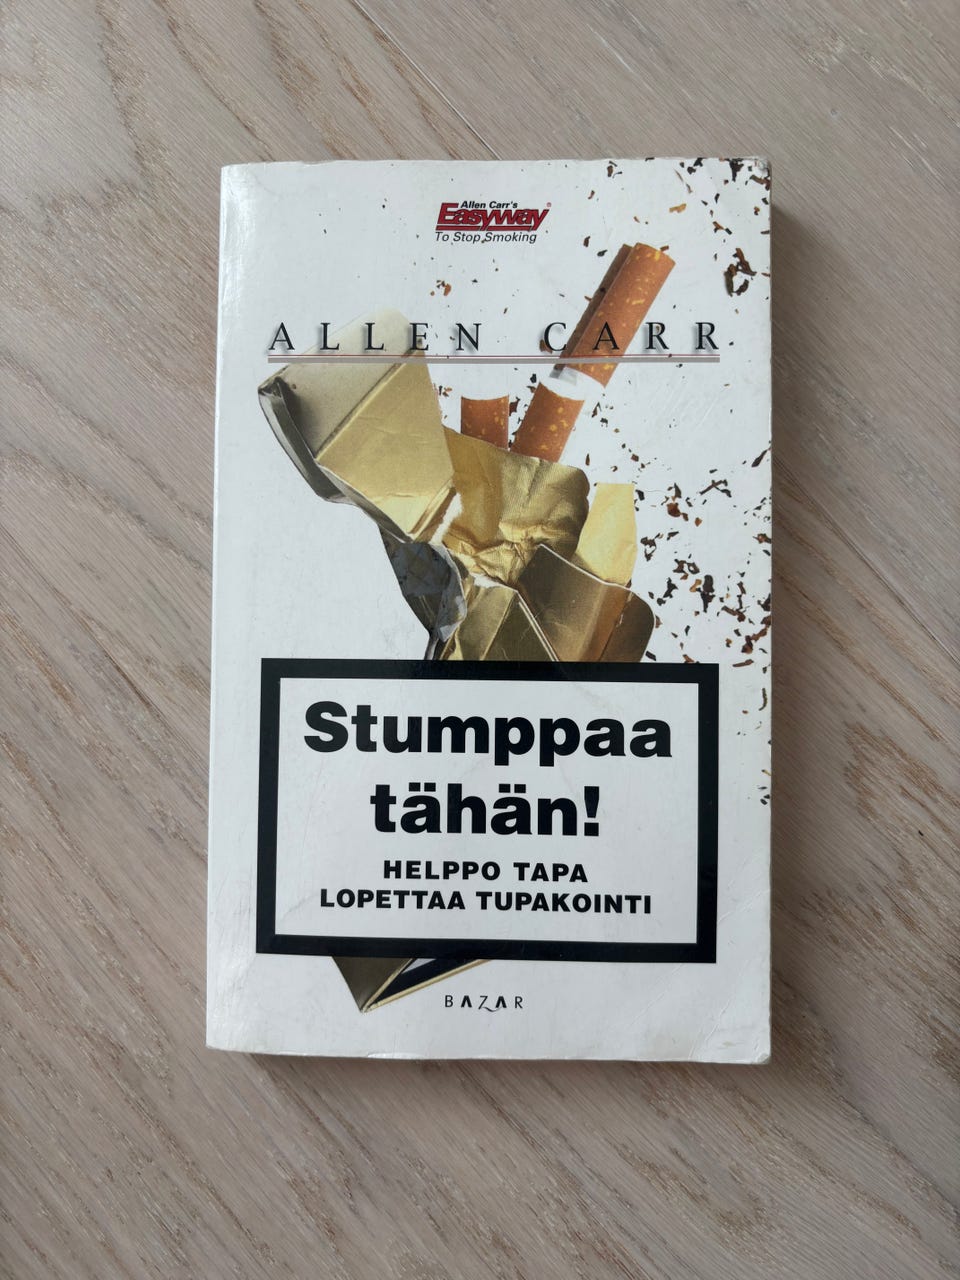 Allen Carr's
Easyway®
To Stop Smoking
ALLEN CARR
Stumppaa
tähän!
HELPPO TAPA
LOPETTAA TUPAKOINTI
BAZAR